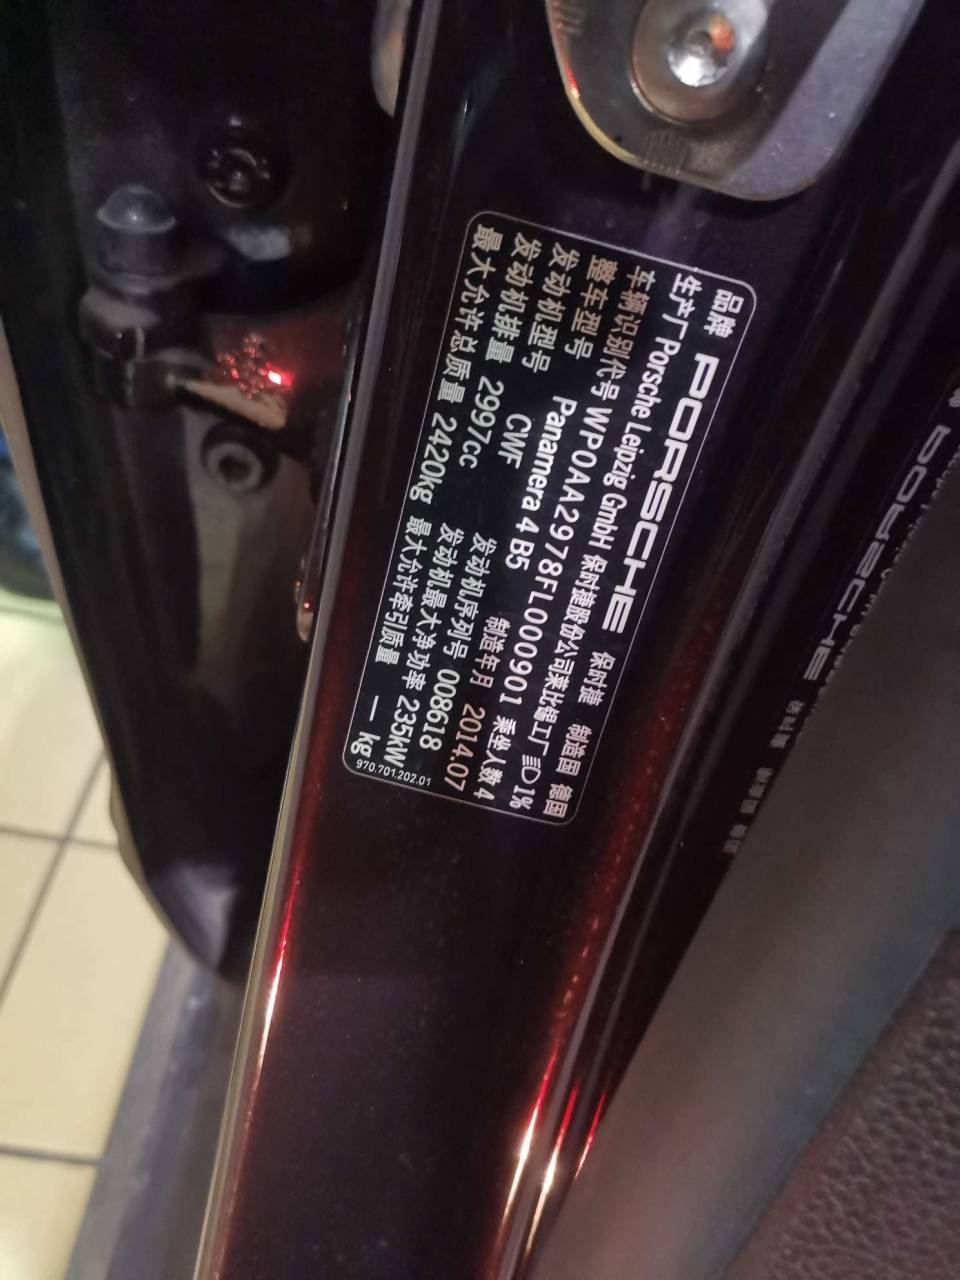 品牌 PORSCHE 保时捷 制造国 德国
生产厂 Porsche Leipzig GmbH 保时捷股份公司莱比锡工厂 1%
车辆识别代号 WP0AA2978FL000901 乘坐人数 4
整车型号 Panamera 4 B5 制造年月 2014.07
发动机型号 CWF 发动机序列号 008618
发动机排量 2997cc 发动机最大净功率 235kW
最大允许总质量 2420kg 最大允许牵引质量 — kg
970.701.202.01
PORSCHE